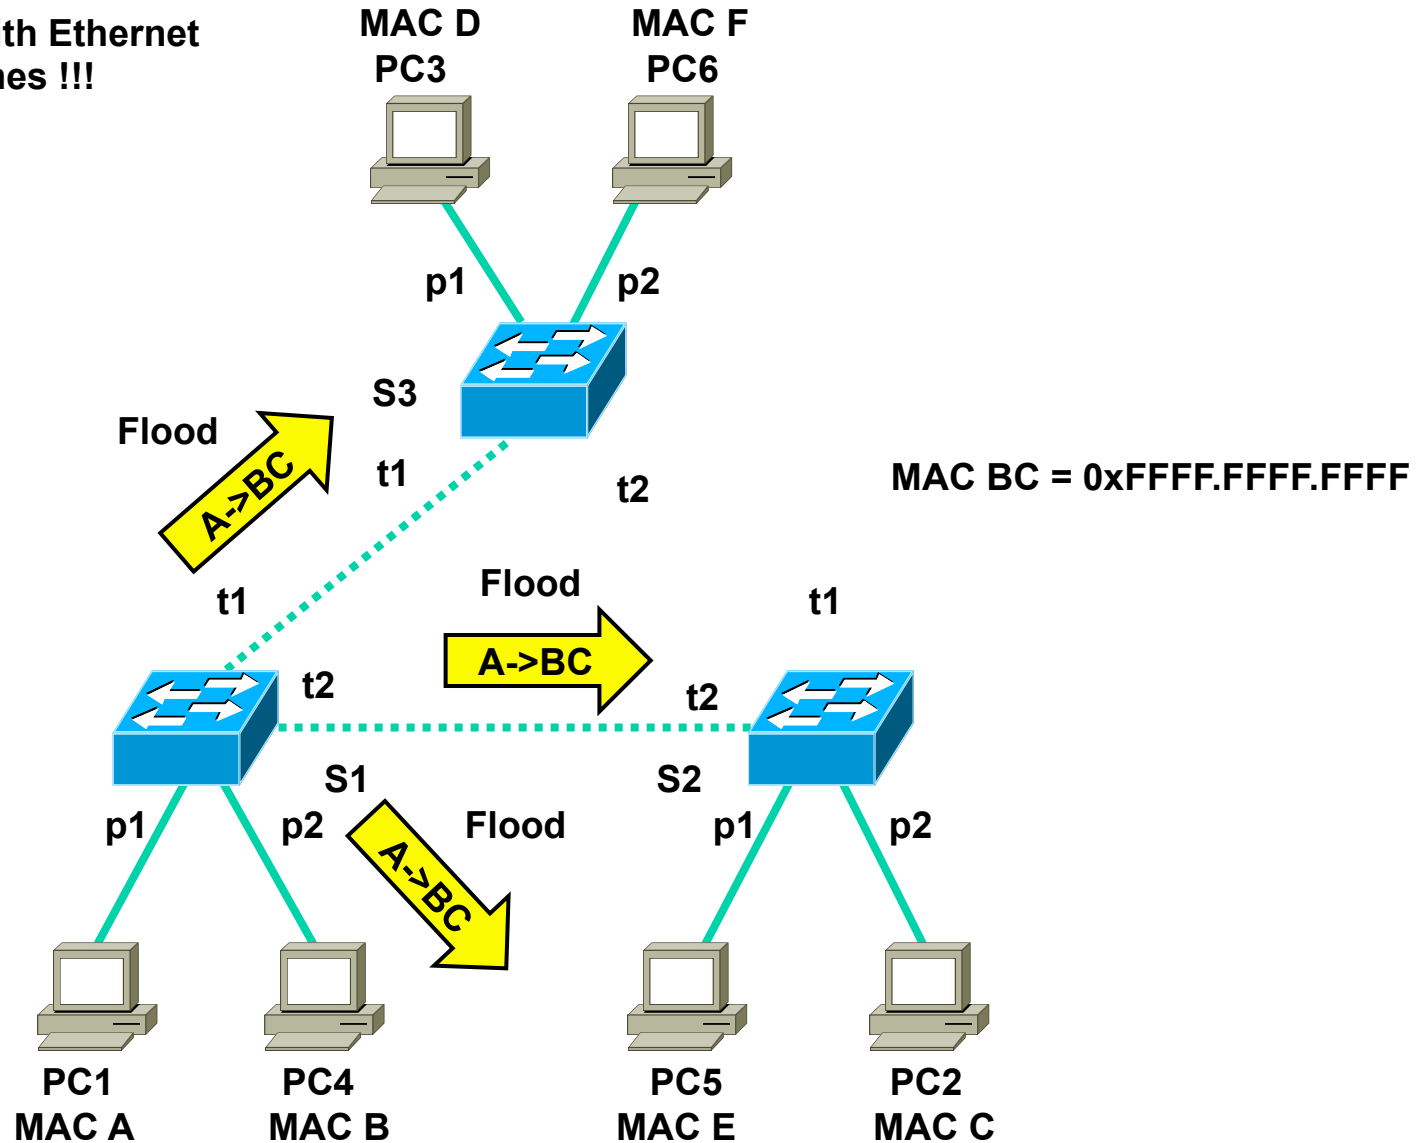 ith Ethernet
nes !!!
MAC D
PC3
MAC F
PC6
p1
p2
S3
Flood
A->BC
t1
t2
MAC BC = 0xFFFF.FFFF.FFFF
t1
Flood
A->BC
t1
t2
t2
S1
S2
p1
p2
Flood
A->BC
p1
p2
PC1
MAC A
PC4
MAC B
PC5
MAC E
PC2
MAC C